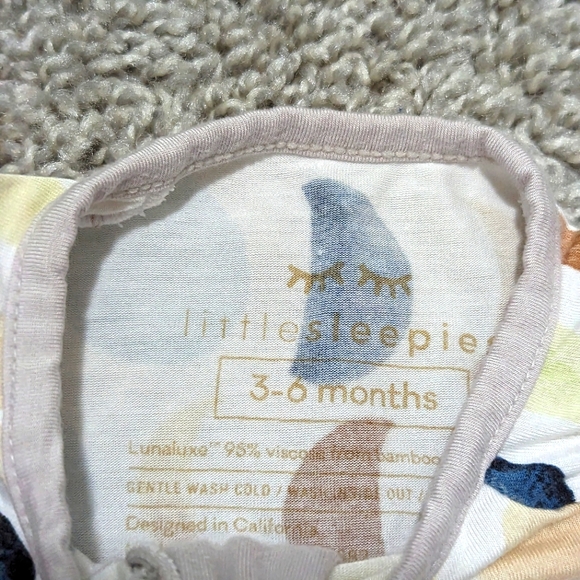 littlesleepies
3-6 months
Lunaluxe™ 95% viscose from bamboo
GENTLE WASH COLD / WASH INSIDE OUT /
Designed in California